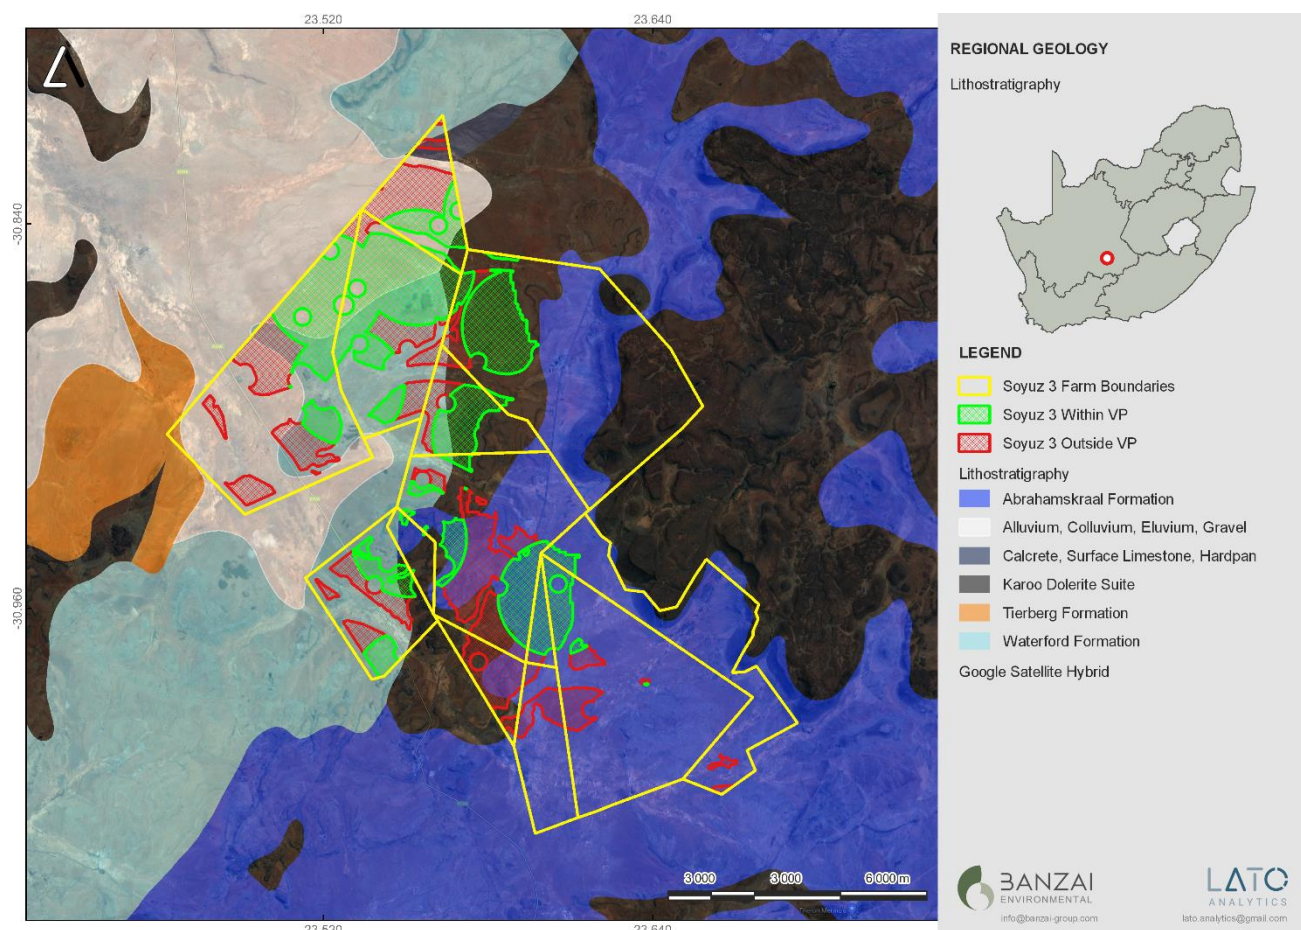 23.520
23.640
-30.840
-30.960
3 000
3 000
6 000 m
23.640
REGIONAL GEOLOGY
Lithostratigraphy
LEGEND
Soyuz 3 Farm Boundaries
Soyuz 3 Within VP
Soyuz 3 Outside VP
Lithostratigraphy
Abrahamskraal Formation
Alluvium, Colluvium, Eluvium, Gravel
Calcrete, Surface Limestone, Hardpan
Karoo Dolerite Suite
Tierberg Formation
Waterford Formation
Google Satellite Hybrid
BANZAI
ENVIRONMENTAL
info@banzai-group.com
LATO
ANALYTICS
lato.analytics@gmail.com